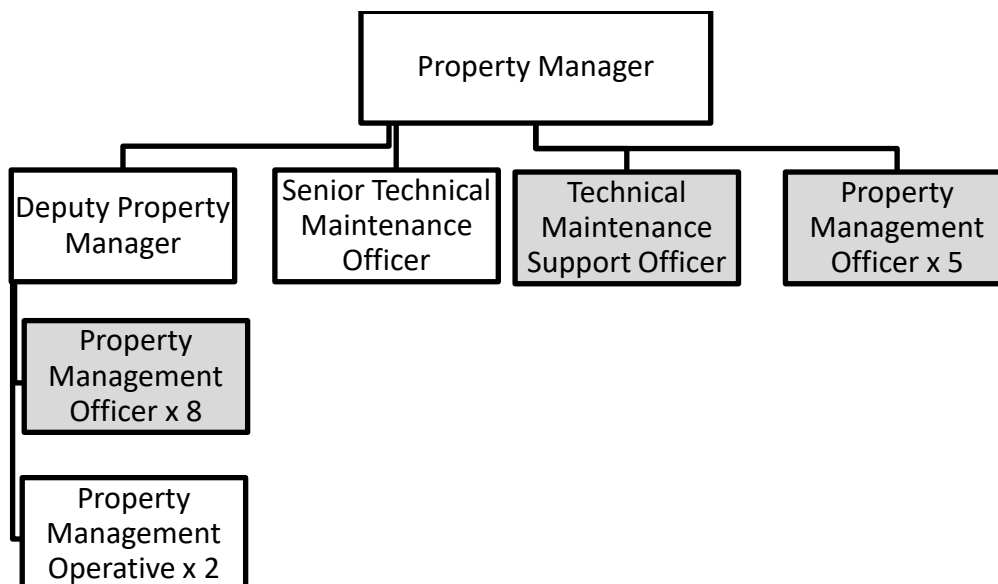 Property Manager
Deputy Property
Manager
Senior Technical
Maintenance
Officer
Technical
Maintenance
Support Officer
Property
Management
Officer x 5
Property
Management
Officer x 8
Property
Management
Operative x 2